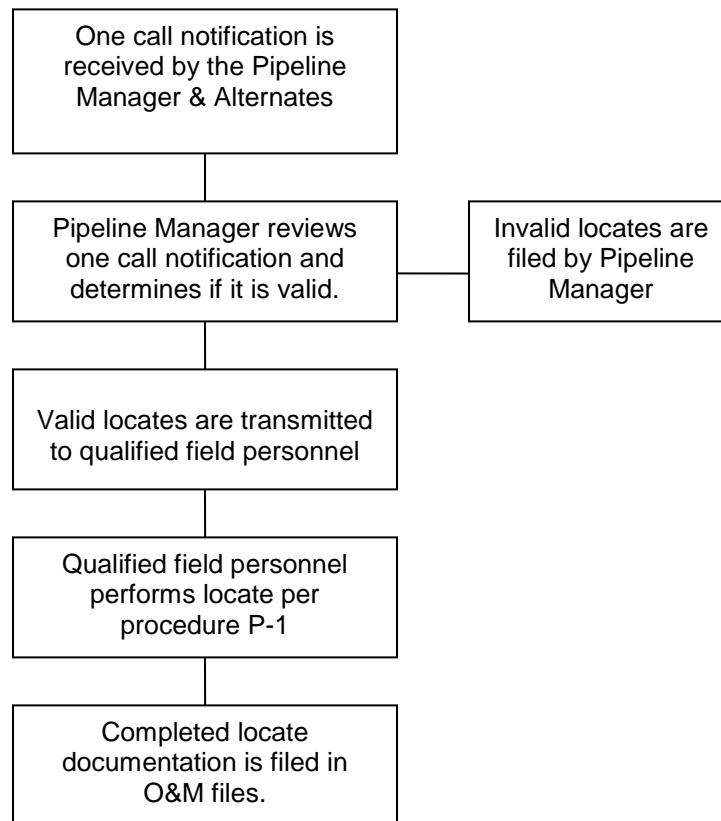 One call notification is
received by the Pipeline
Manager & Alternates
Pipeline Manager reviews
one call notification and
determines if it is valid.
Invalid locates are
filed by Pipeline
Manager
Valid locates are transmitted
to qualified field personnel
Qualified field personnel
performs locate per
procedure P-1
Completed locate
documentation is filed in
O&M files.